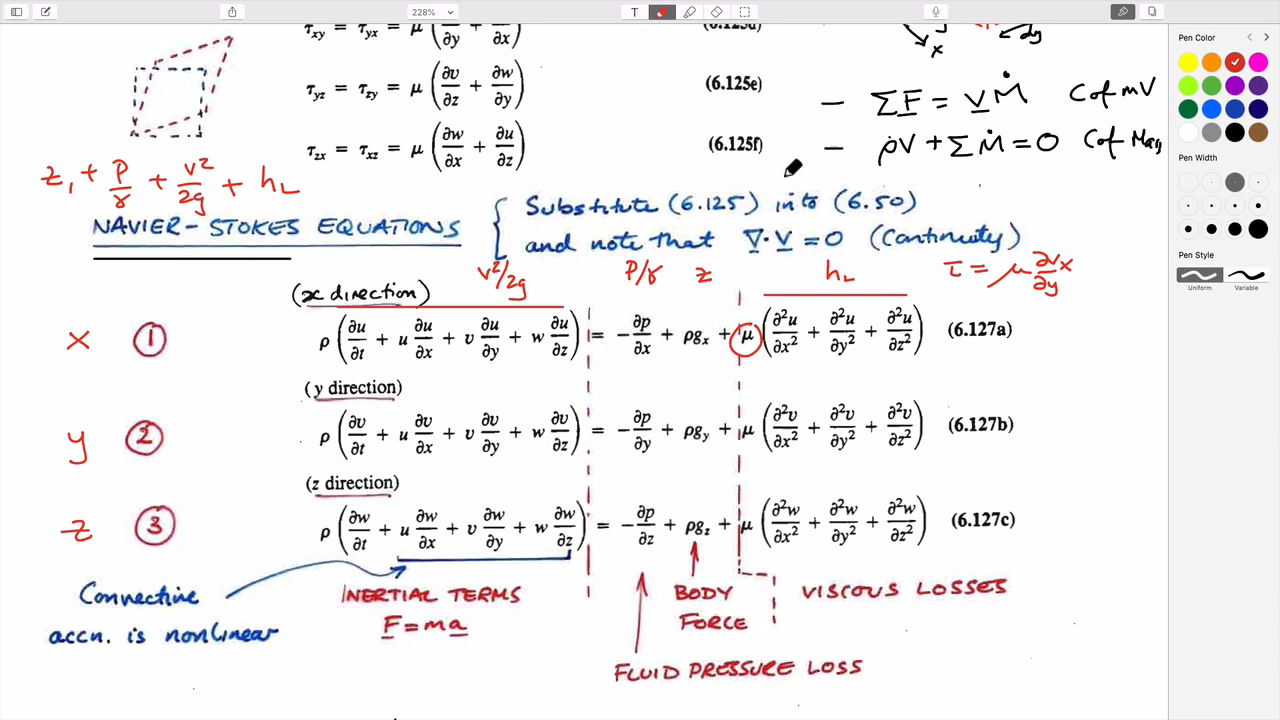 228%
T
τxy = τyx = μ (∂/∂y + ∂/∂x)
x
dy
Pen Color
τyz = τzy = μ (∂v/∂z + ∂w/∂y) (6.125e)
– ΣF = VṀ C of mV
τzx = τxz = μ (∂w/∂x + ∂u/∂z) (6.125f)
– ρ̇V + ΣṀ = 0 C of Mass
Pen Width
z₁ + P/γ + V²/2g + hL
NAVIER-STOKES EQUATIONS
{ Substitute (6.125) into (6.50)
and note that ∇·V = 0 (Continuity)
Pen Style
Uniform Variable
V²/2g P/γ z hL τ = μ ∂Vx/∂y
(x direction)
x ① ρ (∂u/∂t + u ∂u/∂x + v ∂u/∂y + w ∂u/∂z) = −∂p/∂x + ρgx + μ (∂²u/∂x² + ∂²u/∂y² + ∂²u/∂z²) (6.127a)
(y direction)
y ② ρ (∂v/∂t + u ∂v/∂x + v ∂v/∂y + w ∂v/∂z) = −∂p/∂y + ρgy + μ (∂²v/∂x² + ∂²v/∂y² + ∂²v/∂z²) (6.127b)
(z direction)
z ③ ρ (∂w/∂t + u ∂w/∂x + v ∂w/∂y + w ∂w/∂z) = −∂p/∂z + ρgz + μ (∂²w/∂x² + ∂²w/∂y² + ∂²w/∂z²) (6.127c)
Convective
accn. is nonlinear
INERTIAL TERMS
F = ma
BODY
FORCE
VISCOUS LOSSES
FLUID PRESSURE LOSS